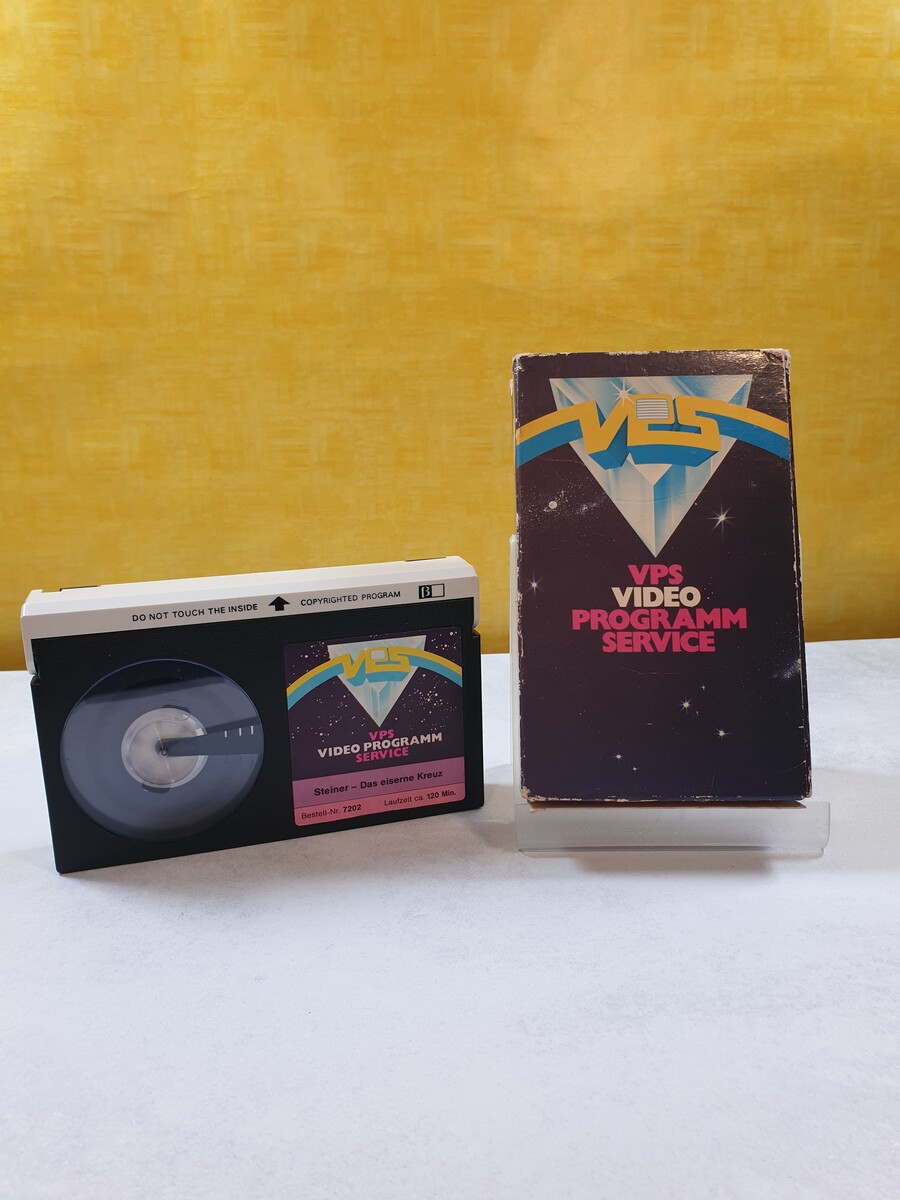 DO NOT TOUCH THE INSIDE COPYRIGHTED PROGRAM β
VPS
VPS
VIDEO PROGRAMM
SERVICE
Steiner – Das eiserne Kreuz
Bestell-Nr. 7202 Laufzeit ca. 120 Min.
VPS
VPS
VIDEO
PROGRAMM
SERVICE